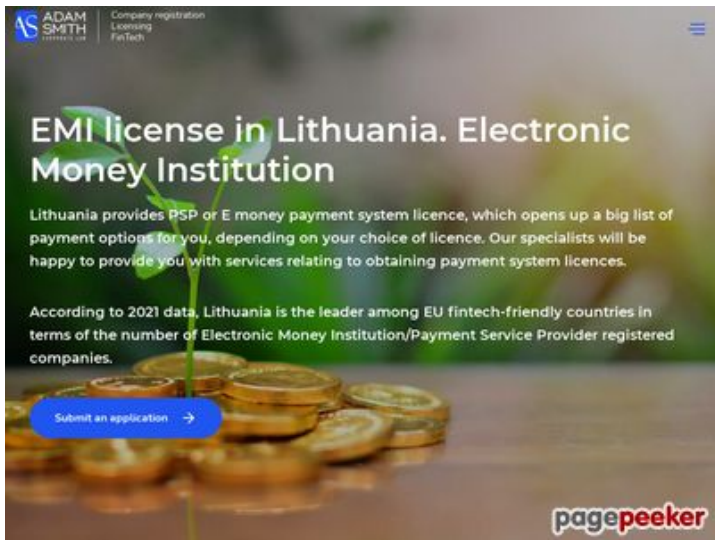 ADAM
SMITH
Company registration
Licensing
FinTech
EMI license in Lithuania. Electronic
Money Institution
Lithuania provides PSP or E money payment system licence, which opens up a big list of
payment options for you, depending on your choice of licence. Our specialists will be
happy to provide you with services relating to obtaining payment system licences.
According to 2021 data, Lithuania is the leader among EU fintech-friendly countries in
terms of the number of Electronic Money Institution/Payment Service Provider registered
companies.
Submit an application
pagepeeker